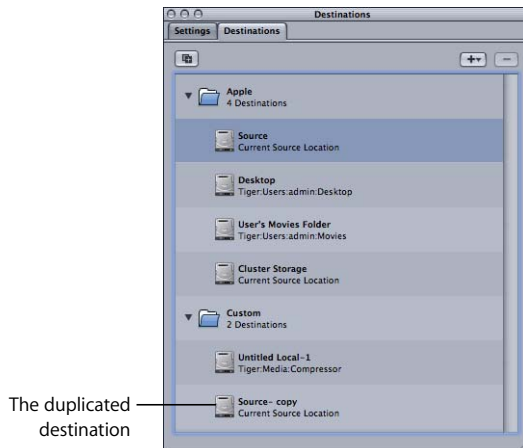 Destinations
Settings Destinations
Apple
4 Destinations
Source
Current Source Location
Desktop
Tiger:Users:admin:Desktop
User's Movies Folder
Tiger:Users:admin:Movies
Cluster Storage
Current Source Location
Custom
2 Destinations
Untitled Local-1
Tiger:Media:Compressor
Source- copy
Current Source Location
The duplicated
destination